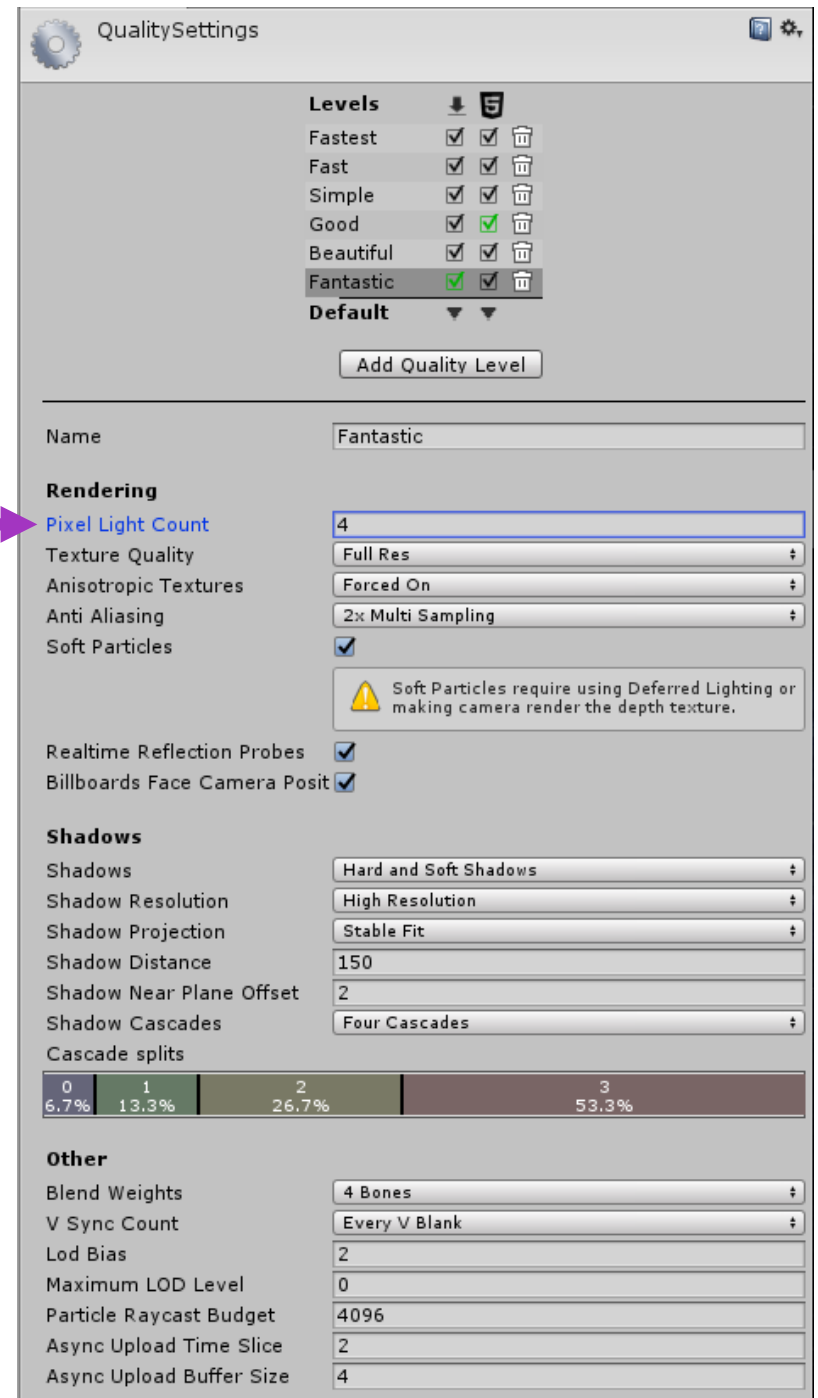 QualitySettings
Levels
Fastest
Fast
Simple
Good
Beautiful
Fantastic
Default
Add Quality Level
Name Fantastic
Rendering
Pixel Light Count 4
Texture Quality Full Res
Anisotropic Textures Forced On
Anti Aliasing 2x Multi Sampling
Soft Particles
Soft Particles require using Deferred Lighting or
making camera render the depth texture.
Realtime Reflection Probes
Billboards Face Camera Posit
Shadows
Shadows Hard and Soft Shadows
Shadow Resolution High Resolution
Shadow Projection Stable Fit
Shadow Distance 150
Shadow Near Plane Offset 2
Shadow Cascades Four Cascades
Cascade splits
0 1 2 3
6.7% 13.3% 26.7% 53.3%
Other
Blend Weights 4 Bones
V Sync Count Every V Blank
Lod Bias 2
Maximum LOD Level 0
Particle Raycast Budget 4096
Async Upload Time Slice 2
Async Upload Buffer Size 4